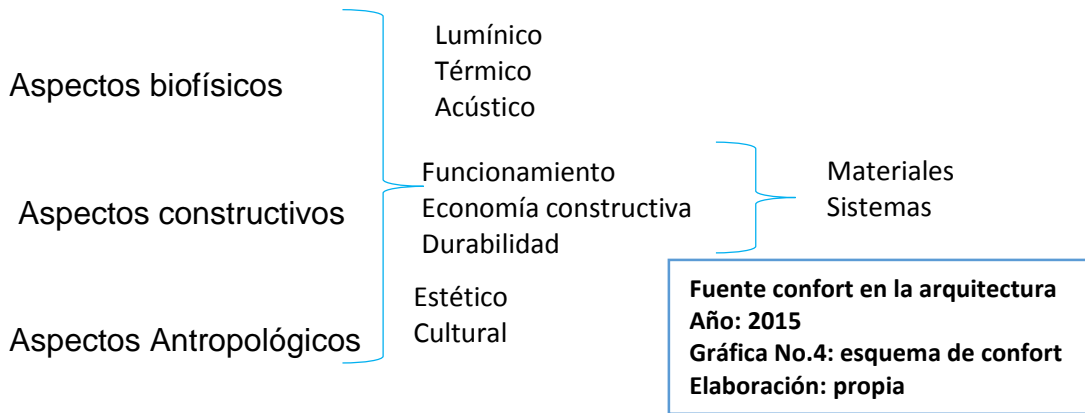 Aspectos biofísicos
Lumínico
Térmico
Acústico
Aspectos constructivos
Funcionamiento
Economía constructiva
Durabilidad
Materiales
Sistemas
Aspectos Antropológicos
Estético
Cultural
Fuente confort en la arquitectura
Año: 2015
Gráfica No.4: esquema de confort
Elaboración: propia